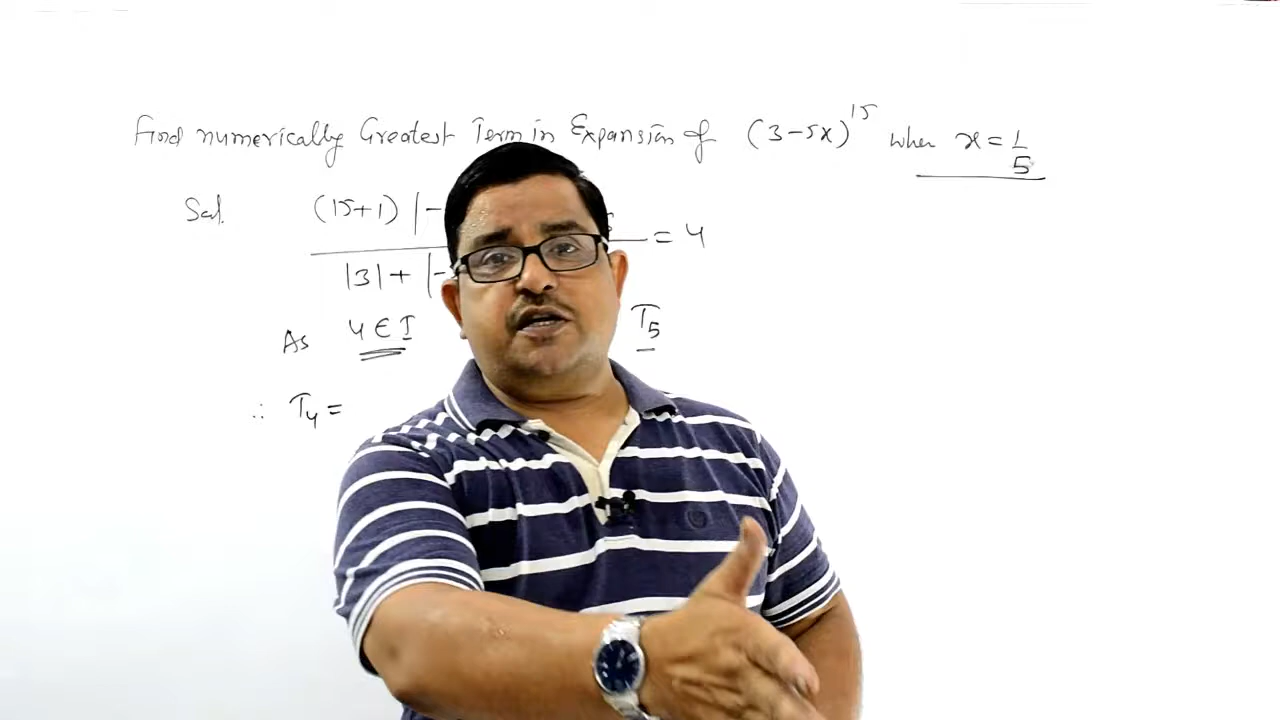 Find numerically Greatest Term in Expansion of (3-5x)^15 when x = 1/5
Sol. (15+1) |-
|3| + |- = 4
As 4 ∈ I T5
∴ T4 =